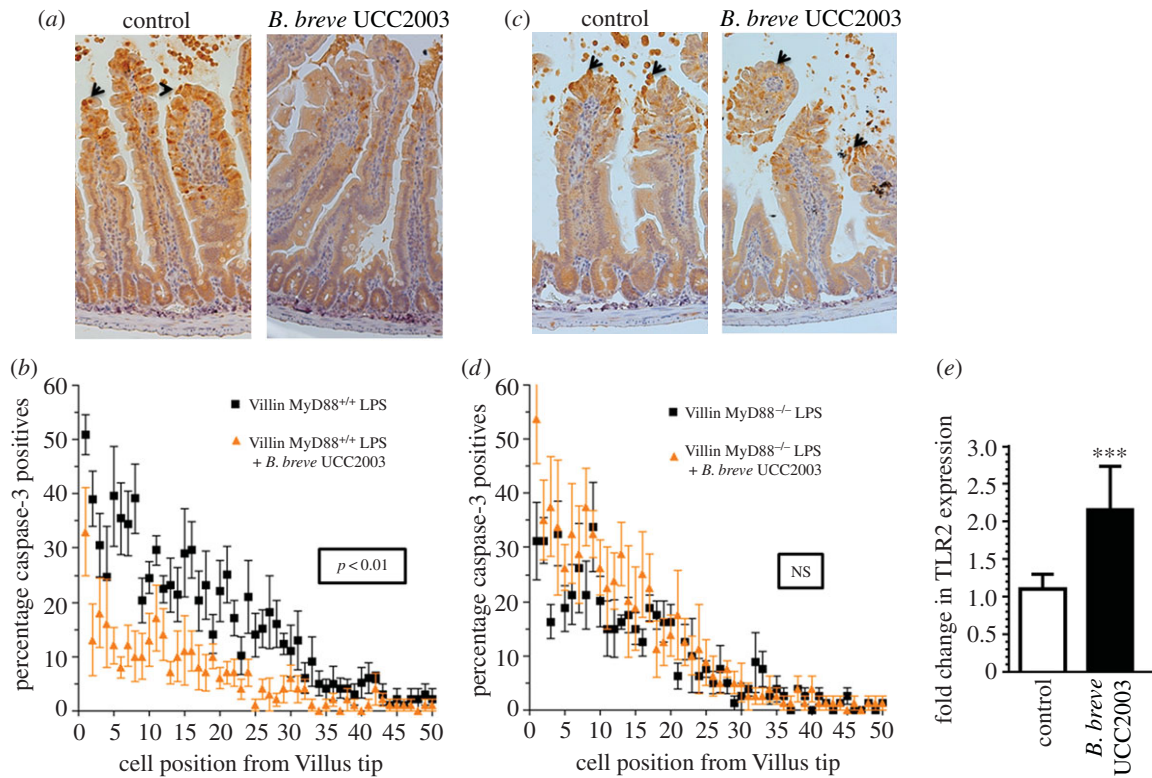 (a) control B. breve UCC2003
(c) control B. breve UCC2003
(b)
60
50
40
30
20
10
0
percentage caspase-3 positives
Villin MyD88+/+ LPS
Villin MyD88+/+ LPS
+ B. breve UCC2003
p < 0.01
0 5 10 15 20 25 30 35 40 45 50
cell position from Villus tip
(d)
60
50
40
30
20
10
0
percentage caspase-3 positives
Villin MyD88−/− LPS
Villin MyD88−/− LPS
+ B. breve UCC2003
NS
0 5 10 15 20 25 30 35 40 45 50
cell position from Villus tip
(e)
fold change in TLR2 expression
3.0
2.5
2.0
1.5
1.0
0.5
0
***
control
B. breve
UCC2003